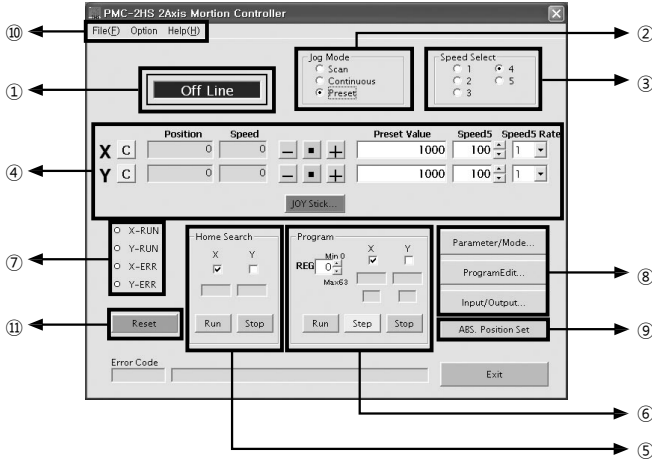 PMC-2HS 2Axis Mortion Controller
File(F) Option Help(H)
⑩
②
Jog Mode
Scan
Continuous
Preset
Speed Select
1 4
2 5
3
③
①
Off Line
Position Speed Preset Value Speed5 Speed5 Rate
X C 0 0 − ■ + 1000 100 1
Y C 0 0 − ■ + 1000 100 1
④
JOY Stick...
X-RUN
Y-RUN
X-ERR
Y-ERR
⑦
Home Search
X Y
Run Stop
Program
REG 0 Min 0
Max63
X Y
Run Step Stop
Parameter/Mode...
ProgramEdit...
Input/Output...
⑧
ABS. Position Set
⑨
⑪
Reset
Error Code
Exit
⑥
⑤